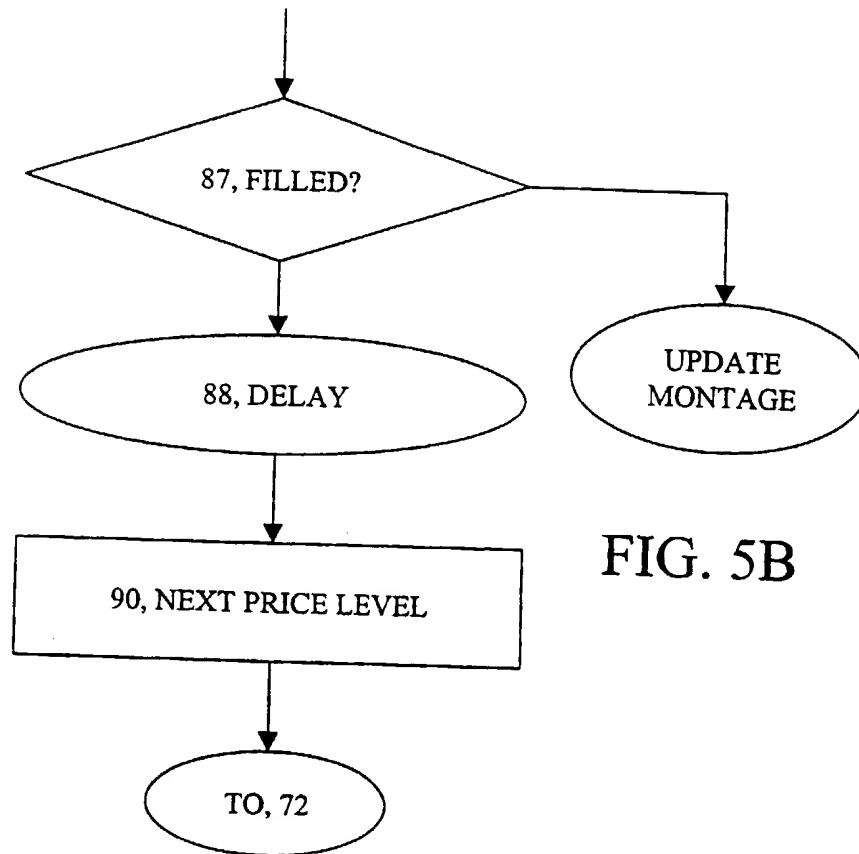 87, FILLED?
88, DELAY
UPDATE
MONTAGE
FIG. 5B
90, NEXT PRICE LEVEL
TO, 72